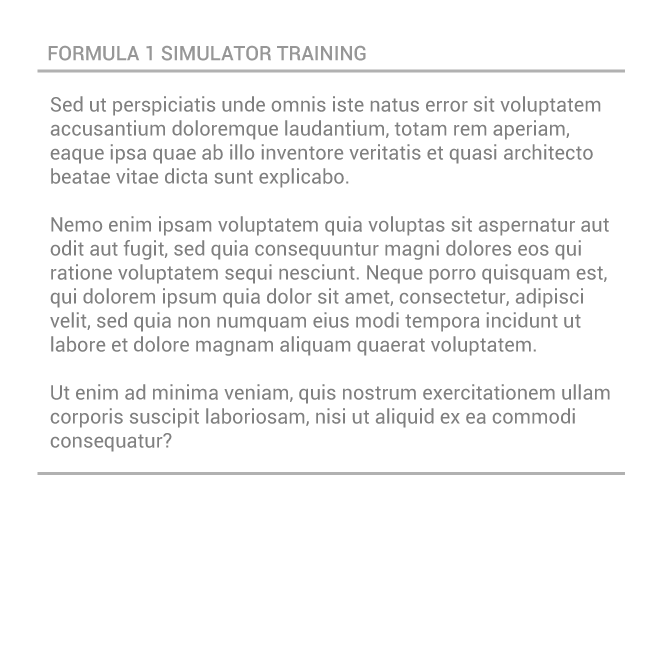 FORMULA 1 SIMULATOR TRAINING
Sed ut perspiciatis unde omnis iste natus error sit voluptatem
accusantium doloremque laudantium, totam rem aperiam,
eaque ipsa quae ab illo inventore veritatis et quasi architecto
beatae vitae dicta sunt explicabo.
Nemo enim ipsam voluptatem quia voluptas sit aspernatur aut
odit aut fugit, sed quia consequuntur magni dolores eos qui
ratione voluptatem sequi nesciunt. Neque porro quisquam est,
qui dolorem ipsum quia dolor sit amet, consectetur, adipisci
velit, sed quia non numquam eius modi tempora incidunt ut
labore et dolore magnam aliquam quaerat voluptatem.
Ut enim ad minima veniam, quis nostrum exercitationem ullam
corporis suscipit laboriosam, nisi ut aliquid ex ea commodi
consequatur?